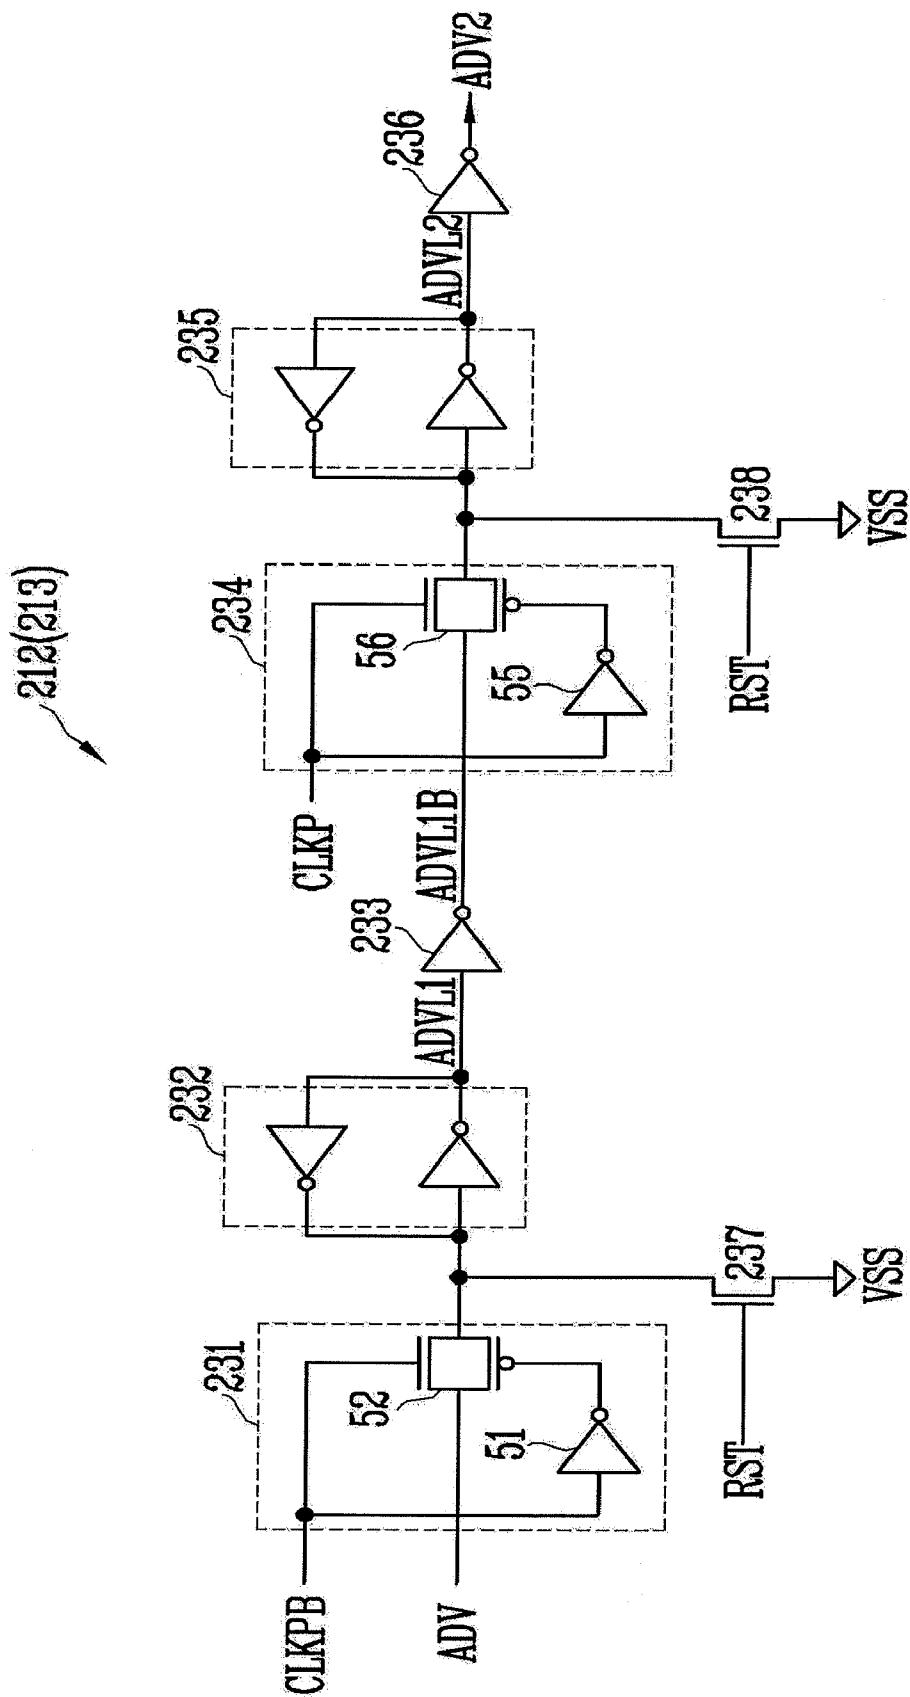 212(213)
CLKPB
ADV
231
52
51
RST
237
VSS
232
ADVL1
233
ADVL1B
CLKP
234
56
55
RST
238
VSS
235
ADVL2
236
ADV2